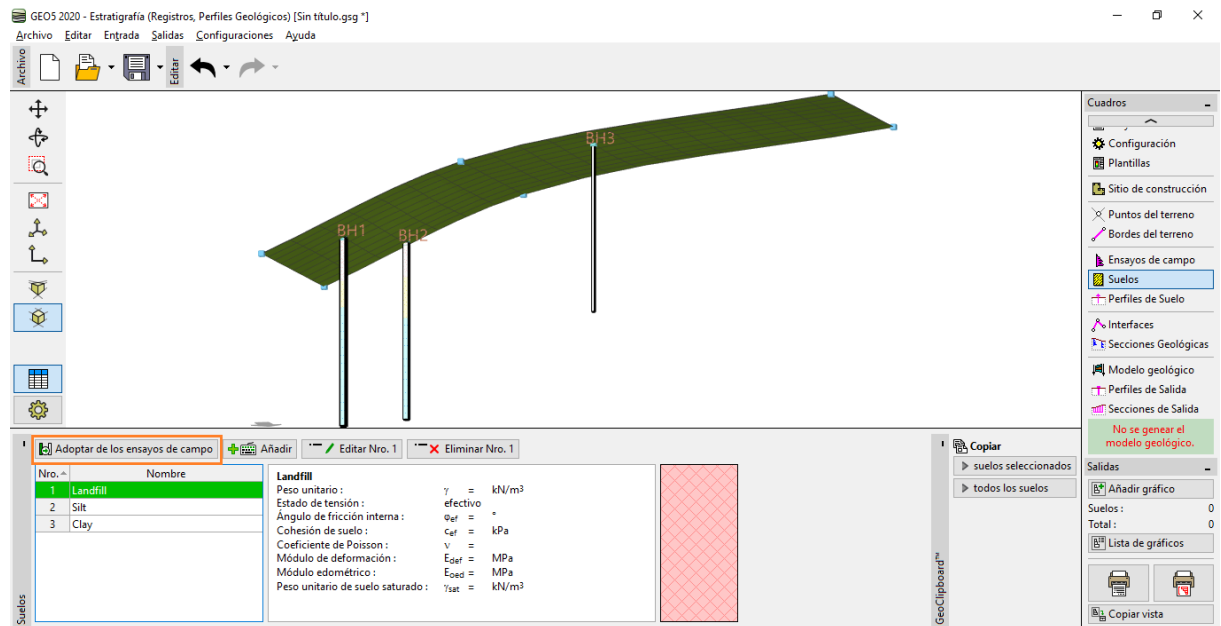 GEO5 2020 - Estratigrafía (Registros, Perfiles Geológicos) [Sin título.gsg *]
Archivo Editar Entrada Salidas Configuraciones Ayuda
Archivo
Editar
BH3
BH1
BH2
Cuadros
Configuración
Plantillas
Sitio de construcción
Puntos del terreno
Bordes del terreno
Ensayos de campo
Suelos
Perfiles de Suelo
Interfaces
Secciones Geológicas
Modelo geológico
Perfiles de Salida
Secciones de Salida
No se genear el
modelo geológico.
Salidas
Añadir gráfico
Suelos : 0
Total : 0
Lista de gráficos
Copiar vista
Suelos
Adoptar de los ensayos de campo Añadir Editar Nro. 1 Eliminar Nro. 1
Nro. Nombre
1 Landfill
2 Silt
3 Clay
Landfill
Peso unitario : γ = kN/m³
Estado de tensión : efectivo
Ángulo de fricción interna : φef = °
Cohesión de suelo : cef = kPa
Coeficiente de Poisson : ν =
Módulo de deformación : Edef = MPa
Módulo edométrico : Eoed = MPa
Peso unitario de suelo saturado : γsat = kN/m³
GeoClipboard™
Copiar
suelos seleccionados
todos los suelos